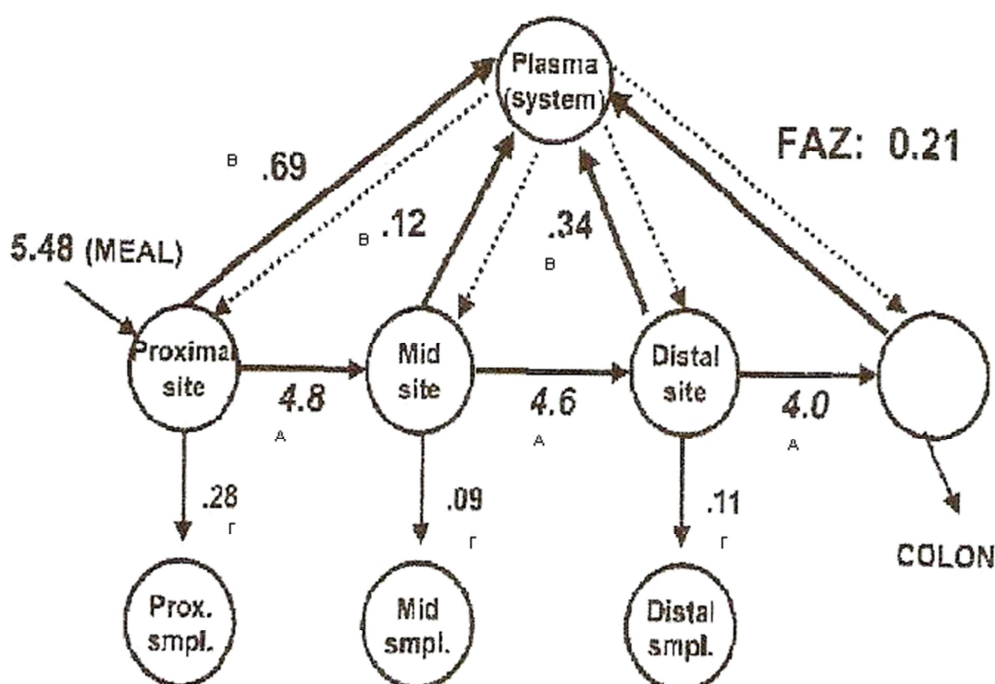 Plasma
(system)
FAZ: 0.21
B .69
B .12
.34
B
5.48 (MEAL)
Proximal
site
Mid
site
Distal
site
4.8
4.6
4.0
A
A
A
.28
Г
.09
Г
.11
Г
COLON
Prox.
smpl.
Mid
smpl.
Distal
smpl.